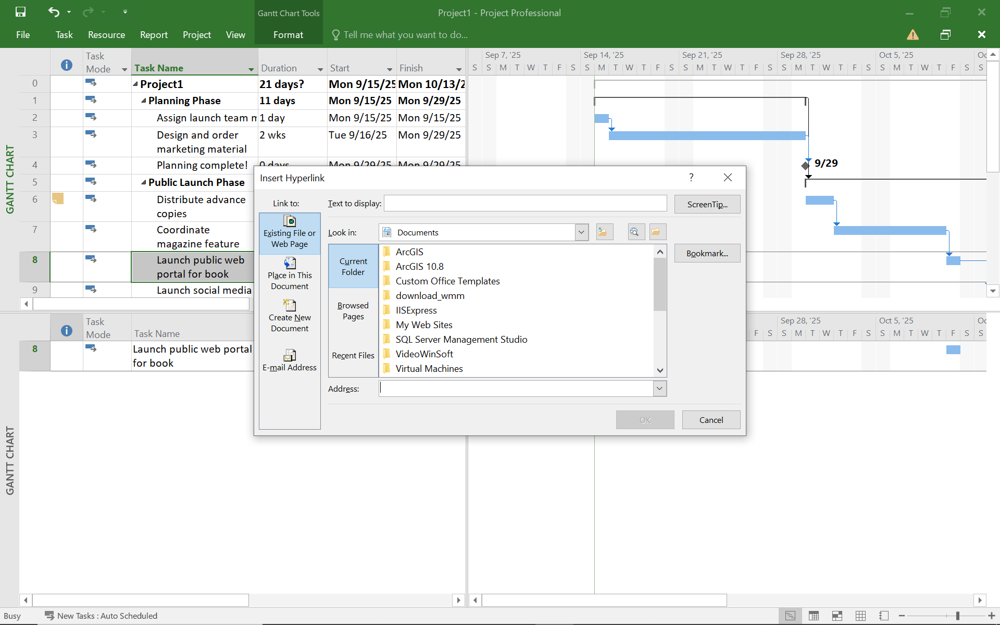 Gantt Chart Tools
Project1 - Project Professional
File
Task
Resource
Report
Project
View
Format
Tell me what you want to do...
Task Mode
Task Name
Duration
Start
Finish
Sep 7, '25
Sep 14, '25
Sep 21, '25
Sep 28, '25
Oct 5, '25
S S M T W T F S S M T W T F S S M T W T F S S M T W T F S S M T W T F S S
0 Project1 21 days? Mon 9/15/25 Mon 10/13/2
1 Planning Phase 11 days Mon 9/15/25 Mon 9/29/25
2 Assign launch team 1 day Mon 9/15/25 Mon 9/15/25
3 Design and order marketing material 2 wks Tue 9/16/25 Mon 9/29/25
4 Planning complete! 0 days Mon 9/29/25 Mon 9/29/25
9/29
5 Public Launch Phase
6 Distribute advance copies
7 Coordinate magazine feature
8 Launch public web portal for book
9 Launch social media
GANTT CHART
Insert Hyperlink
?
Link to:
Existing File or Web Page
Place in This Document
Create New Document
E-mail Address
Text to display:
ScreenTip...
Look in:
Documents
Bookmark...
Current Folder
Browsed Pages
Recent Files
ArcGIS
ArcGIS 10.8
Custom Office Templates
download_wmm
IISExpress
My Web Sites
SQL Server Management Studio
VideoWinSoft
Virtual Machines
Address:
OK
Cancel
Task Mode
Task Name
Sep 28, '25
Oct 5, '25
F S S M T W T F S S M T W T F S S
8 Launch public web portal for book
GANTT CHART
Busy
New Tasks : Auto Scheduled